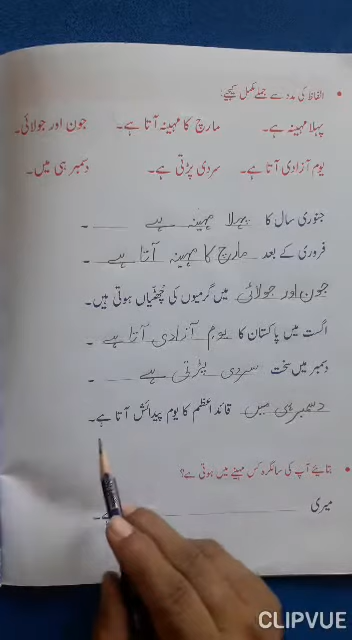 الفاظ کی مدد سے جملے مکمل کیجیے:
پہلا مہینہ ہے۔ مارچ کا مہینہ آتا ہے۔ جون اور جولائی۔
یوم آزادی آتا ہے۔ سردی پڑتی ہے۔ دسمبر ہی میں۔
جنوری سال کا پہلا مہینہ ہے ۔
فروری کے بعد مارچ کا مہینہ آتا ہے ۔
جون اور جولائی میں گرمیوں کی چھٹیاں ہوتی ہیں۔
اگست میں پاکستان کا یوم آزادی آتا ہے ۔
دسمبر میں سخت سردی پڑتی ہے ۔
دسمبر ہی میں قائداعظم کا یوم پیدائش آتا ہے۔
بتائیے آپ کی سالگرہ کس مہینے میں ہوتی ہے؟
میری
CLIPVUE